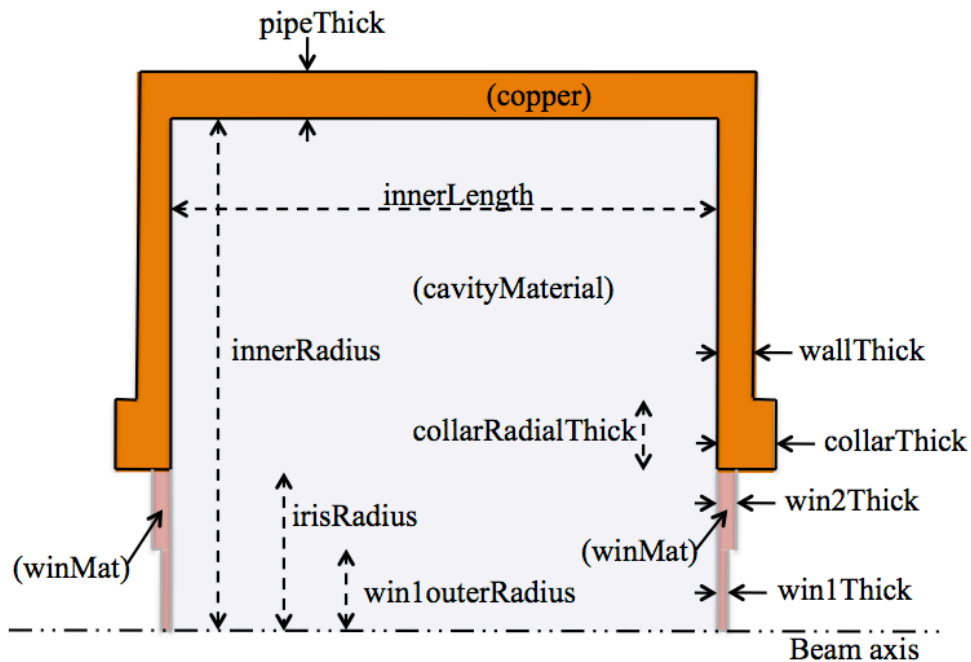 pipeThick
(copper)
innerLength
(cavityMaterial)
innerRadius
wallThick
collarRadialThick
collarThick
irisRadius
win2Thick
(winMat)
(winMat)
win1outerRadius
win1Thick
Beam axis